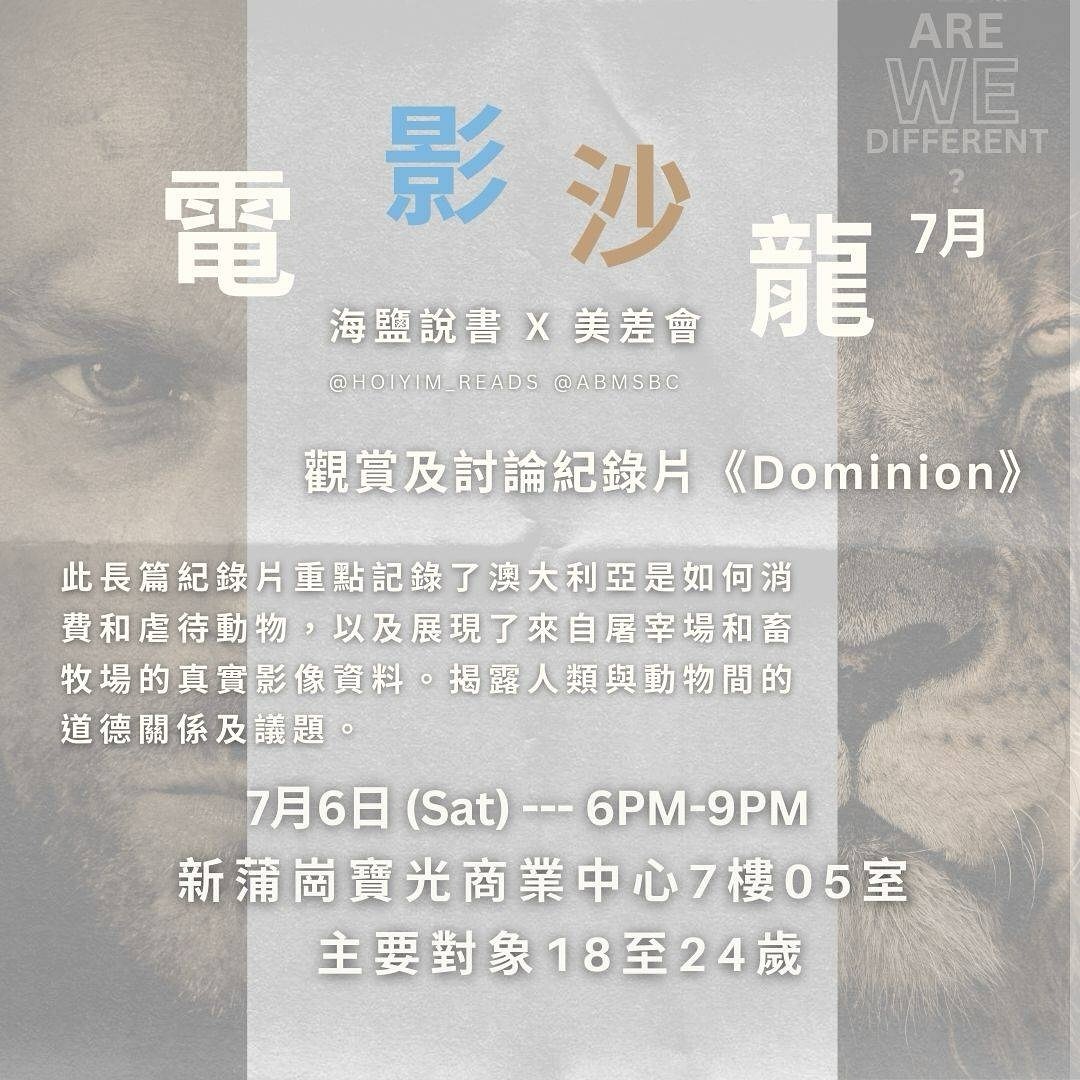 ARE
WE
DIFFERENT
?
電影沙龍 7月
海鹽說書 X 美差會
@HOIYIM_READS @ABMSBC
觀賞及討論紀錄片《Dominion》
此長篇紀錄片重點記錄了澳大利亞是如何消
費和虐待動物，以及展現了來自屠宰場和畜
牧場的真實影像資料。揭露人類與動物間的
道德關係及議題。
7月6日 (Sat) --- 6PM-9PM
新蒲崗寶光商業中心7樓05室
主要對象18至24歲